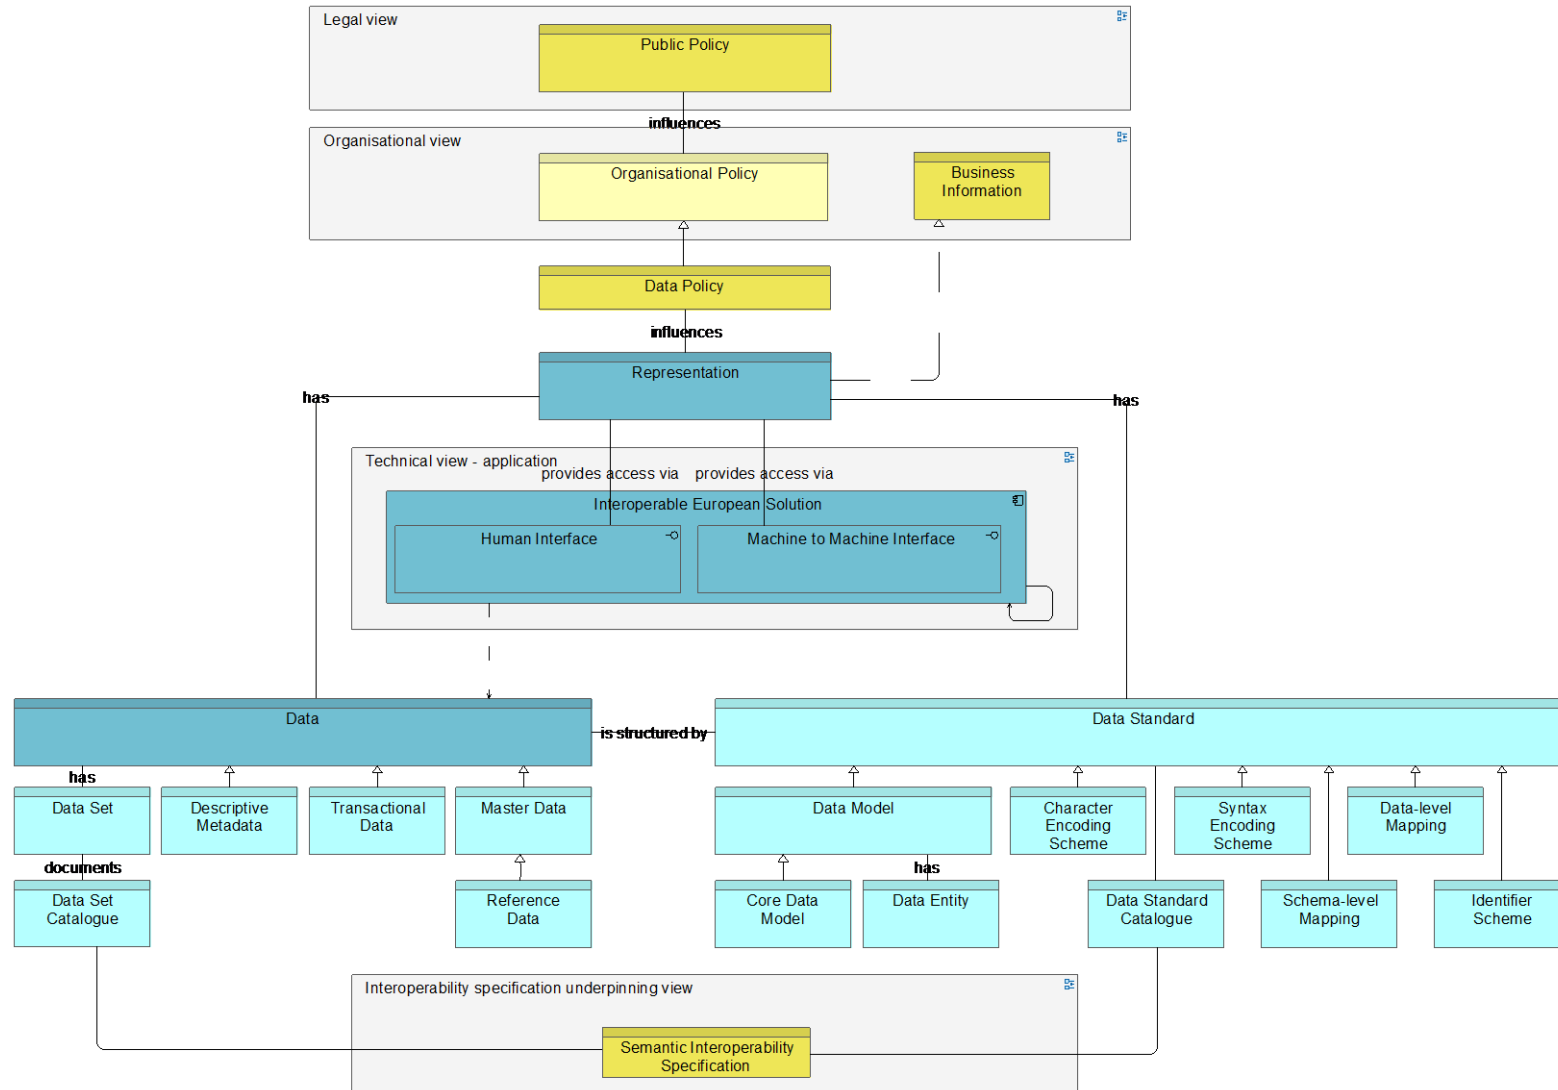 Legal view
Public Policy
influences
Organisational view
Organisational Policy
Business
Information
Data Policy
influences
Representation
has
has
Technical view - application
provides access via
provides access via
Interoperable European Solution
Human Interface
Machine to Machine Interface
Data
is structured by
Data Standard
has
Data Set
Descriptive
Metadata
Transactional
Data
Master Data
Data Model
Character
Encoding
Scheme
Syntax
Encoding
Scheme
Data-level
Mapping
documents
has
Data Set
Catalogue
Reference
Data
Core Data
Model
Data Entity
Data Standard
Catalogue
Schema-level
Mapping
Identifier
Scheme
Interoperability specification underpinning view
Semantic Interoperability
Specification